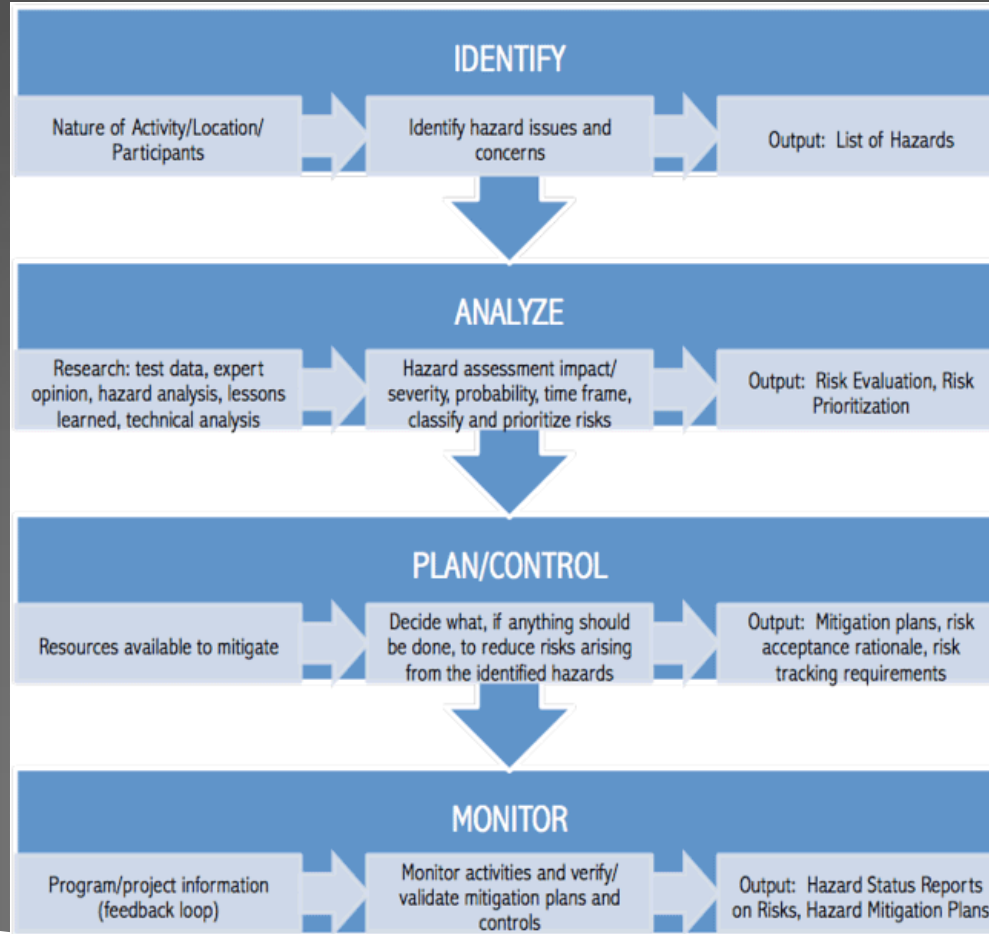 IDENTIFY
Nature of Activity/Location/
Participants
Identify hazard issues and
concerns
Output: List of Hazards
ANALYZE
Research: test data, expert
opinion, hazard analysis, lessons
learned, technical analysis
Hazard assessment impact/
severity, probability, time frame,
classify and prioritize risks
Output: Risk Evaluation, Risk
Prioritization
PLAN/CONTROL
Resources available to mitigate
Decide what, if anything should
be done, to reduce risks arising
from the identified hazards
Output: Mitigation plans, risk
acceptance rationale, risk
tracking requirements
MONITOR
Program/project information
(feedback loop)
Monitor activities and verify/
validate mitigation plans and
controls
Output: Hazard Status Reports
on Risks, Hazard Mitigation Plans